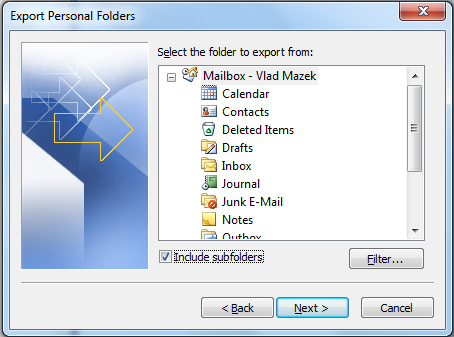 Export Personal Folders
Select the folder to export from:
Mailbox - Vlad Mazek
Calendar
Contacts
Deleted Items
Drafts
Inbox
Journal
Junk E-Mail
Notes
Outbox
Include subfolders
Filter...
< Back
Next >
Cancel